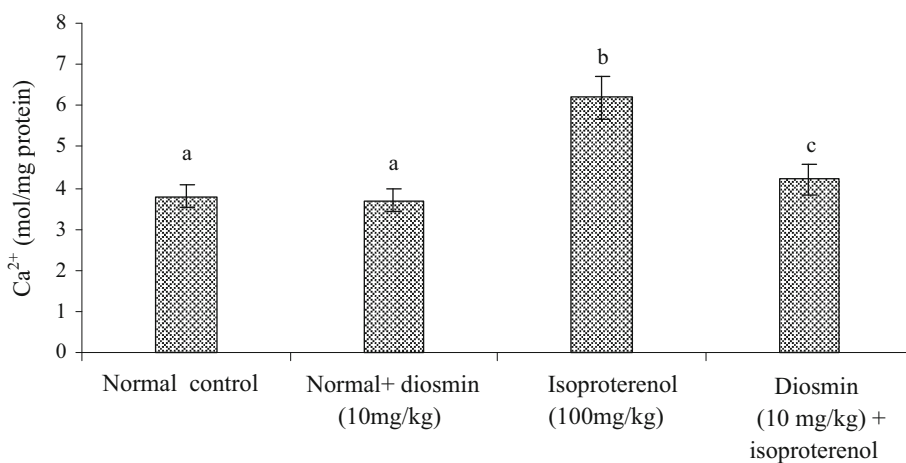 8
7
6
5
4
3
2
1
0
Ca²⁺ (mol/mg protein)
a
a
b
c
Normal control
Normal+ diosmin
(10mg/kg)
Isoproterenol
(100mg/kg)
Diosmin
(10 mg/kg) +
isoproterenol